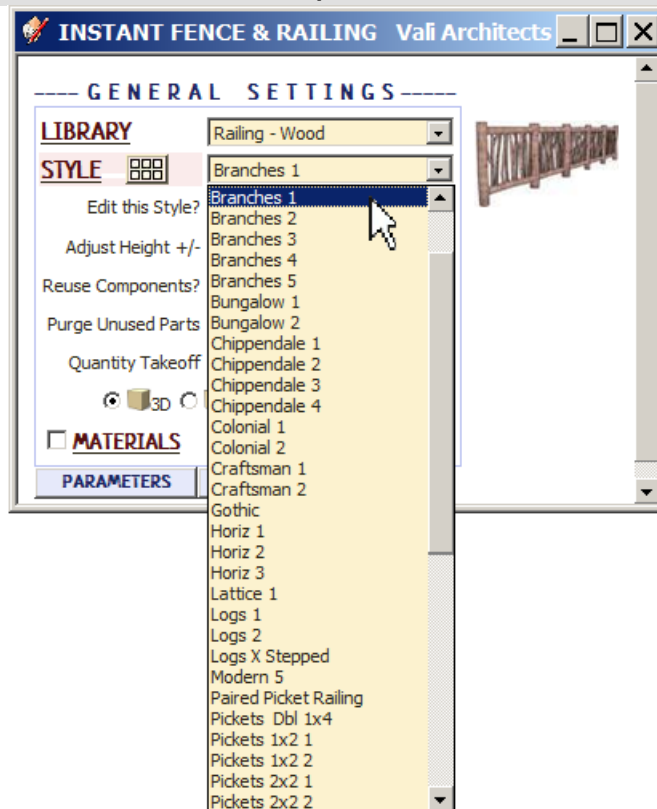 INSTANT FENCE & RAILING Vali Architects
---- GENERAL SETTINGS-----
LIBRARY Railing - Wood
STYLE Branches 1
Edit this Style?
Adjust Height +/-
Reuse Components?
Purge Unused Parts
Quantity Takeoff
3D
MATERIALS
PARAMETERS
Branches 1
Branches 2
Branches 3
Branches 4
Branches 5
Bungalow 1
Bungalow 2
Chippendale 1
Chippendale 2
Chippendale 3
Chippendale 4
Colonial 1
Colonial 2
Craftsman 1
Craftsman 2
Gothic
Horiz 1
Horiz 2
Horiz 3
Lattice 1
Logs 1
Logs 2
Logs X Stepped
Modern 5
Paired Picket Railing
Pickets Dbl 1x4
Pickets 1x2 1
Pickets 1x2 2
Pickets 2x2 1
Pickets 2x2 2